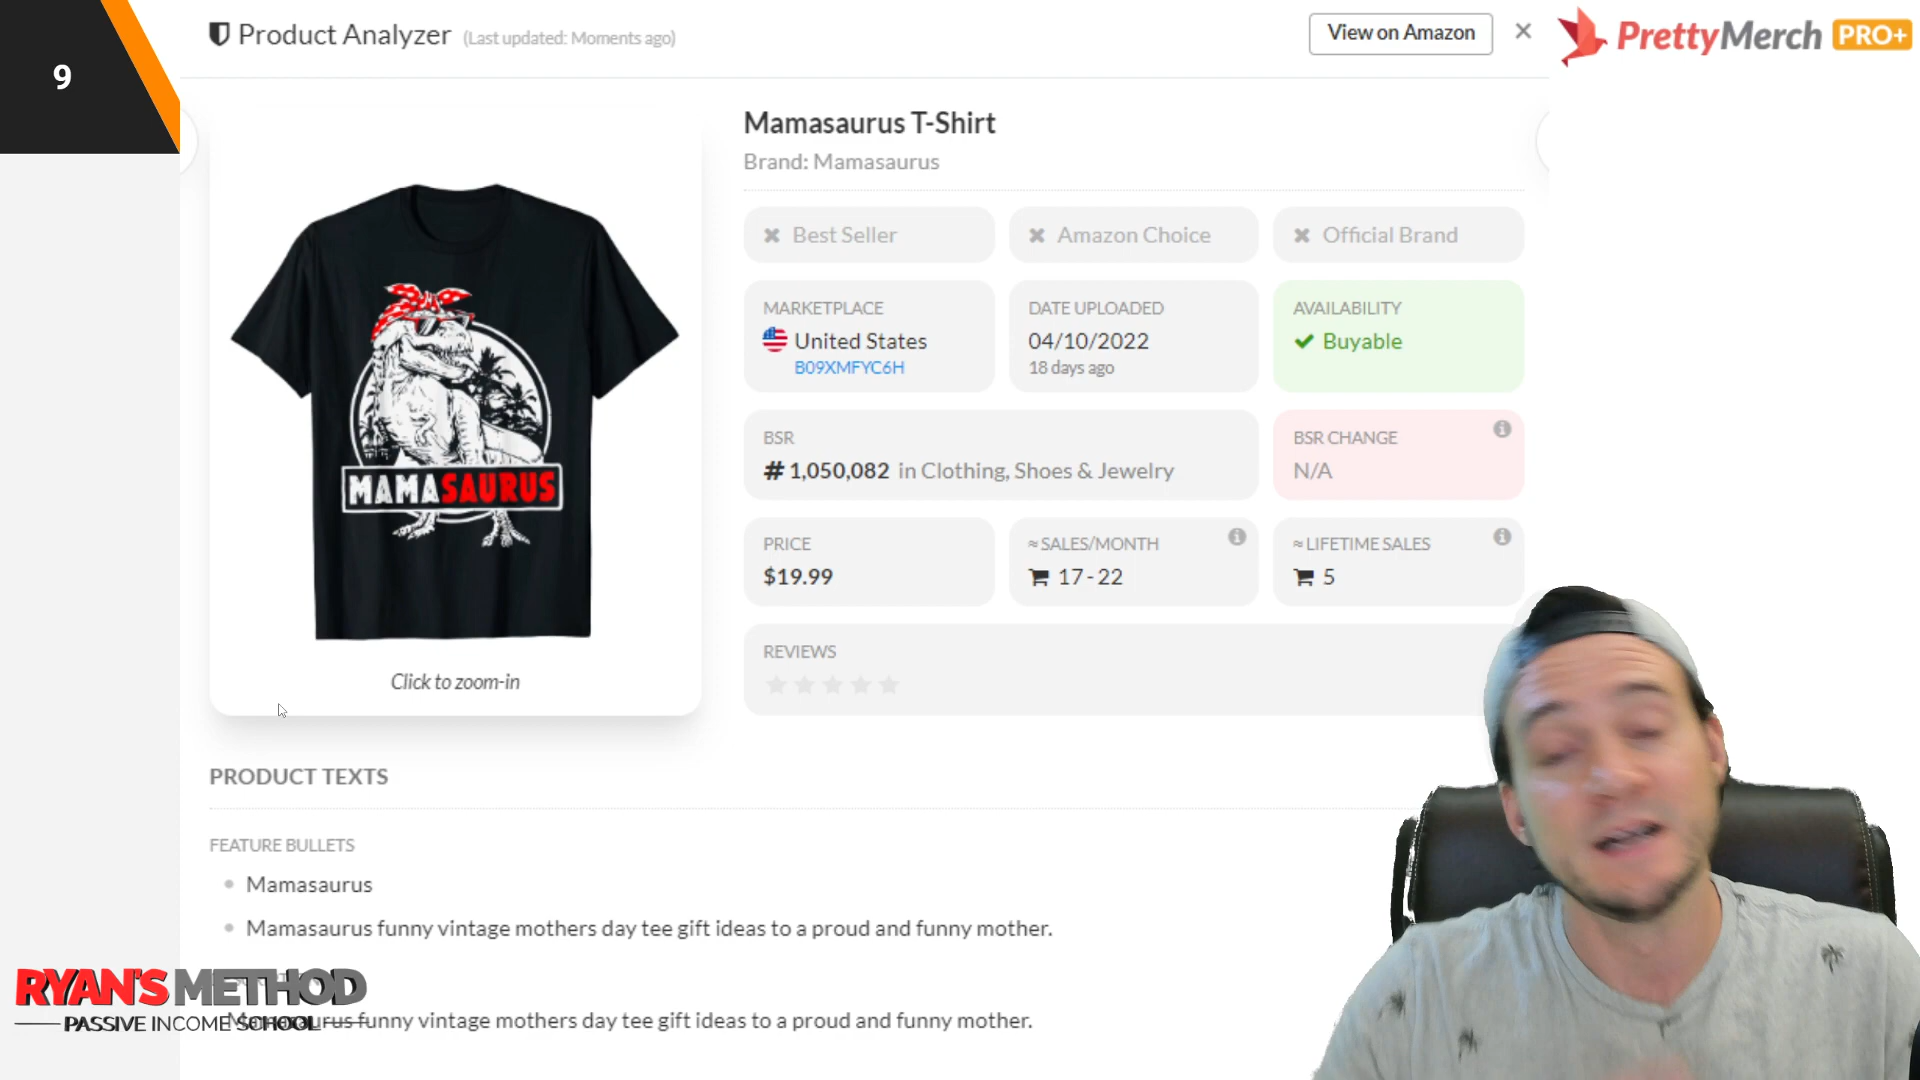 9
Product Analyzer (Last updated: Moments ago)
View on Amazon
×
PrettyMerch PRO+
Mamasaurus T-Shirt
Brand: Mamasaurus
Best Seller
Amazon Choice
Official Brand
MARKETPLACE
United States
B09XMFYC6H
DATE UPLOADED
04/10/2022
18 days ago
AVAILABILITY
Buyable
BSR
# 1,050,082 in Clothing, Shoes & Jewelry
BSR CHANGE
N/A
PRICE
$19.99
≈ SALES/MONTH
17 - 22
≈ LIFETIME SALES
5
REVIEWS
MAMASAURUS
Click to zoom-in
PRODUCT TEXTS
FEATURE BULLETS
Mamasaurus
Mamasaurus funny vintage mothers day tee gift ideas to a proud and funny mother.
RYAN'S METHOD
PASSIVE INCOME SCHOOL
Mamasaurus funny vintage mothers day tee gift ideas to a proud and funny mother.